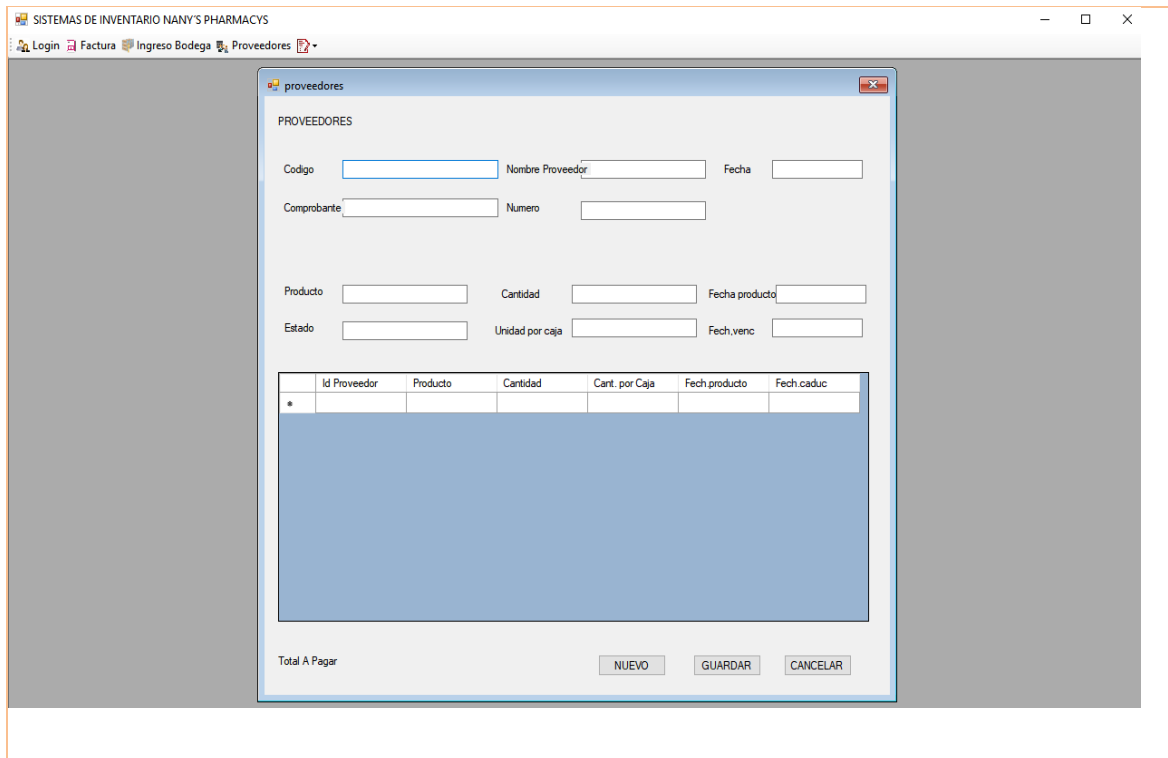 SISTEMAS DE INVENTARIO NANY'S PHARMACYS
Login Factura Ingreso Bodega Proveedores
proveedores
PROVEEDORES
Codigo Nombre Proveedor Fecha
Comprobante Numero
Producto Cantidad Fecha producto
Estado Unidad por caja Fech,venc
Id Proveedor Producto Cantidad Cant. por Caja Fech.producto Fech.caduc
*
Total A Pagar NUEVO GUARDAR CANCELAR